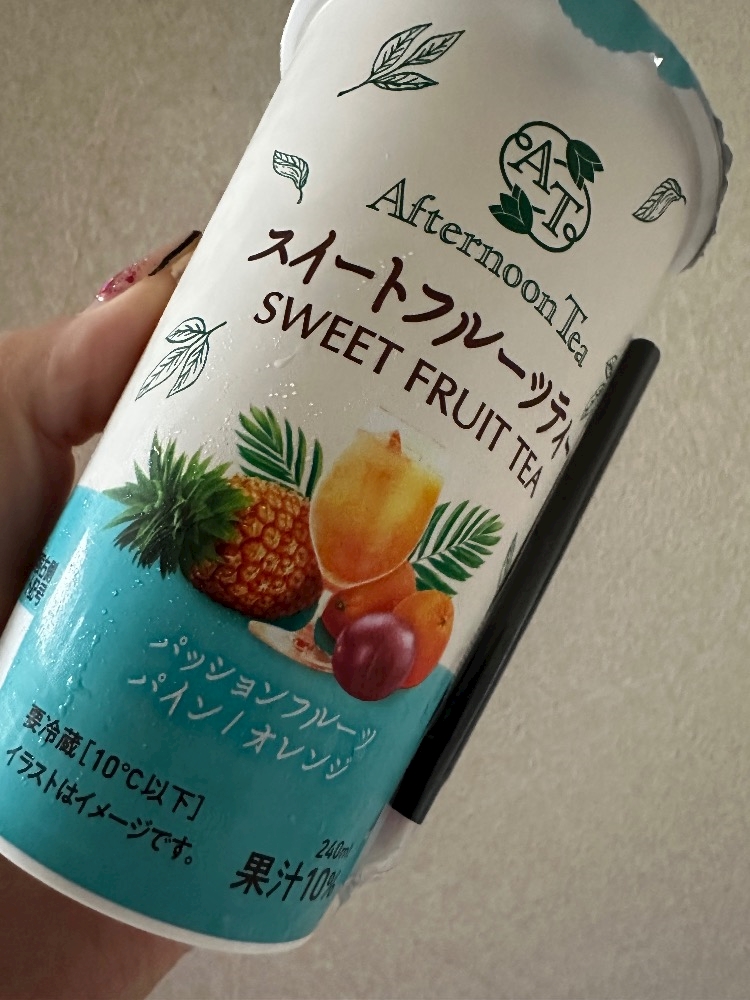 AT
Afternoon Tea
スイートフルーツティー
SWEET FRUIT TEA
パッションフルーツ
パイン/オレンジ
要冷蔵[10℃以下]
イラストはイメージです。
240ml
果汁10%